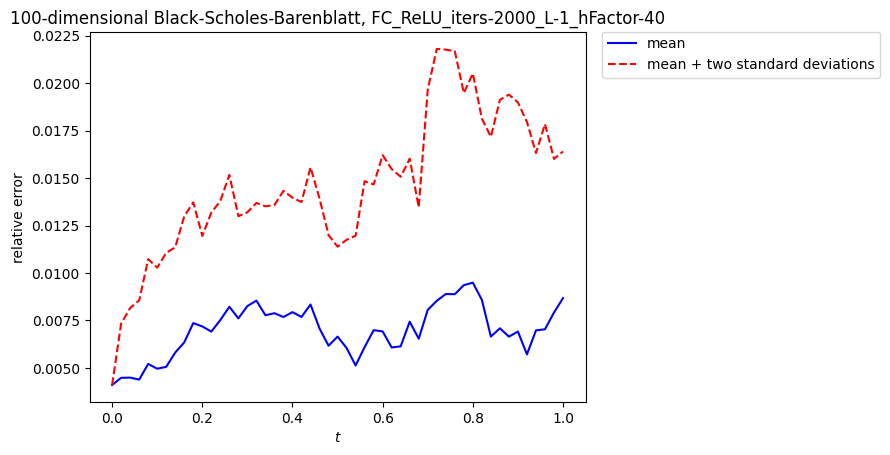 100-dimensional Black-Scholes-Barenblatt, FC_ReLU_iters-2000_L-1_hFactor-40
mean
mean + two standard deviations
relative error
0.0225
0.0200
0.0175
0.0150
0.0125
0.0100
0.0075
0.0050
0.0 0.2 0.4 0.6 0.8 1.0
t